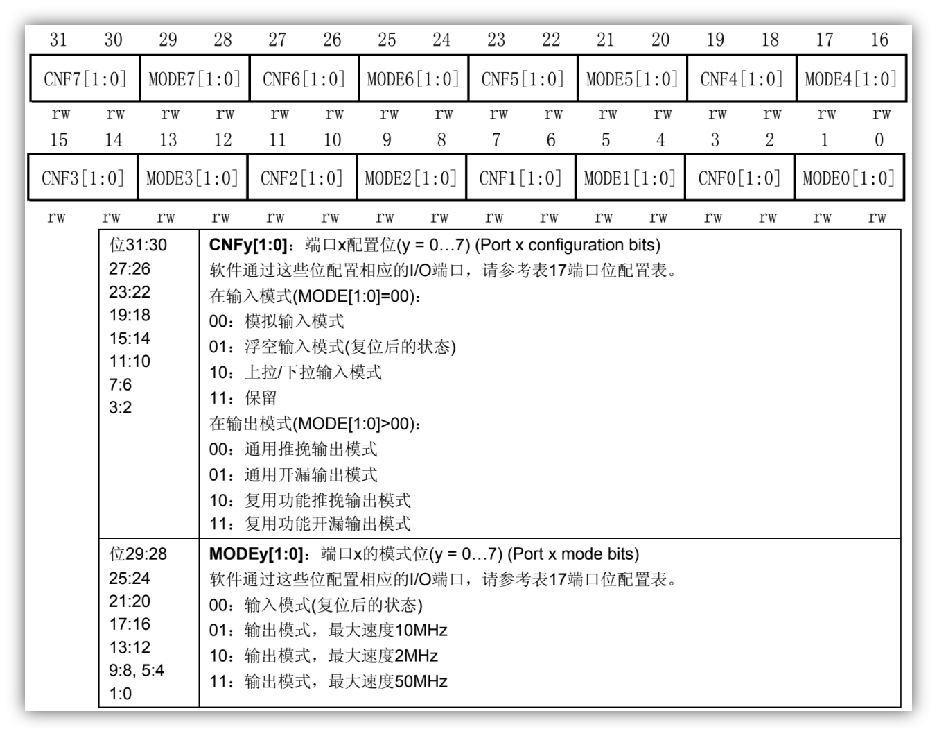 31 30 29 28 27 26 25 24 23 22 21 20 19 18 17 16
CNF7[1:0] MODE7[1:0] CNF6[1:0] MODE6[1:0] CNF5[1:0] MODE5[1:0] CNF4[1:0] MODE4[1:0]
rw rw rw rw rw rw rw rw rw rw rw rw rw rw rw rw
15 14 13 12 11 10 9 8 7 6 5 4 3 2 1 0
CNF3[1:0] MODE3[1:0] CNF2[1:0] MODE2[1:0] CNF1[1:0] MODE1[1:0] CNF0[1:0] MODE0[1:0]
rw rw rw rw rw rw rw rw rw rw rw rw rw rw rw rw
位31:30
27:26
23:22
19:18
15:14
11:10
7:6
3:2
CNFy[1:0]：端口x配置位(y = 0…7) (Port x configuration bits)
软件通过这些位配置相应的I/O端口，请参考表17端口位配置表。
在输入模式(MODE[1:0]=00)：
00：模拟输入模式
01：浮空输入模式(复位后的状态)
10：上拉/下拉输入模式
11：保留
在输出模式(MODE[1:0]>00)：
00：通用推挽输出模式
01：通用开漏输出模式
10：复用功能推挽输出模式
11：复用功能开漏输出模式
位29:28
25:24
21:20
17:16
13:12
9:8, 5:4
1:0
MODEy[1:0]：端口x的模式位(y = 0…7) (Port x mode bits)
软件通过这些位配置相应的I/O端口，请参考表17端口位配置表。
00：输入模式(复位后的状态)
01：输出模式，最大速度10MHz
10：输出模式，最大速度2MHz
11：输出模式，最大速度50MHz